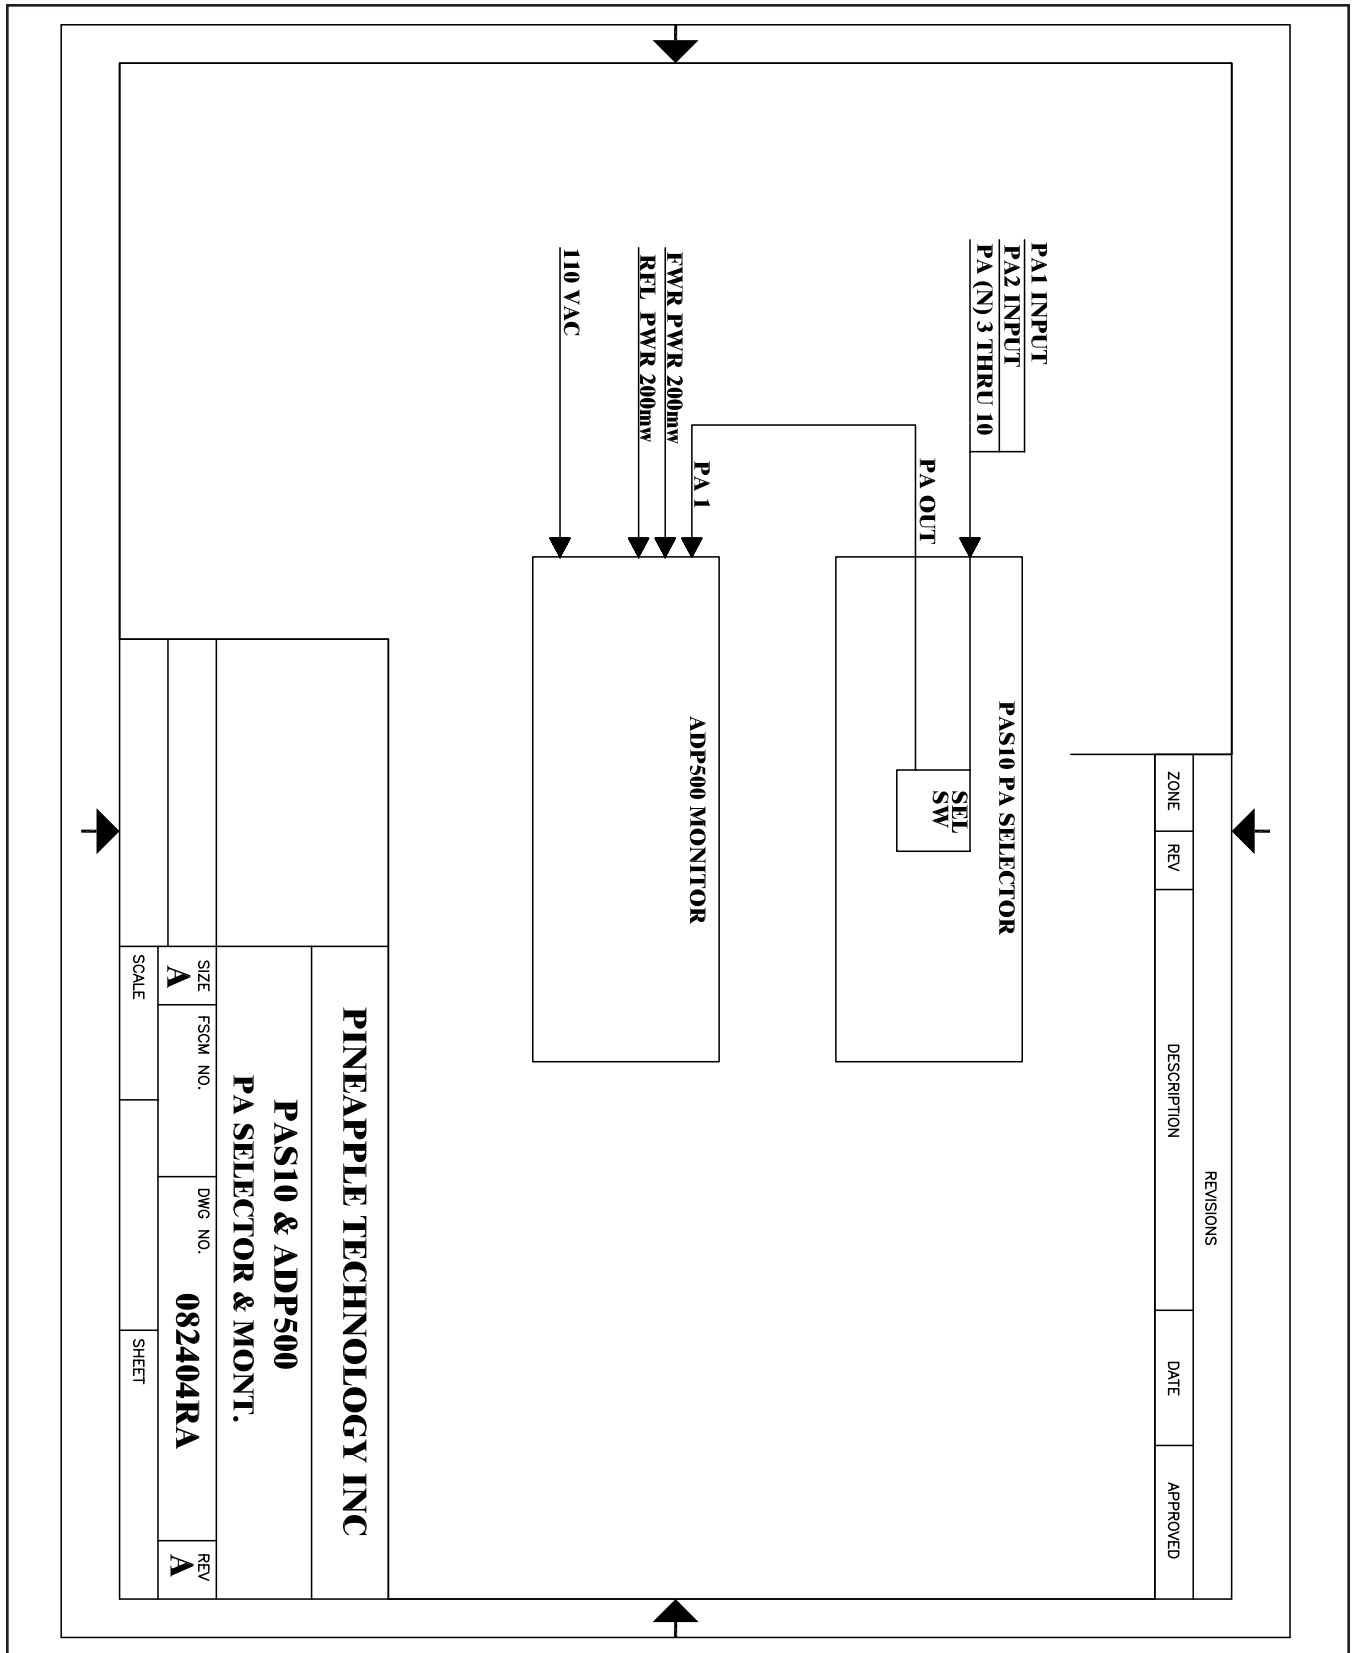 REVISIONS
ZONE
REV
DESCRIPTION
DATE
APPROVED
PA1 INPUT
PA2 INPUT
PA (N) 3 THRU 10
PAS10 PA SELECTOR
SEL
SW
PA OUT
PA 1
FWR PWR 200mw
RFL PWR 200mw
110 VAC
ADP500 MONITOR
PINEAPPLE TECHNOLOGY INC
PAS10 & ADP500
PA SELECTOR & MONT.
SIZE
A
FSCM NO.
DWG NO.
082404RA
REV
A
SCALE
SHEET